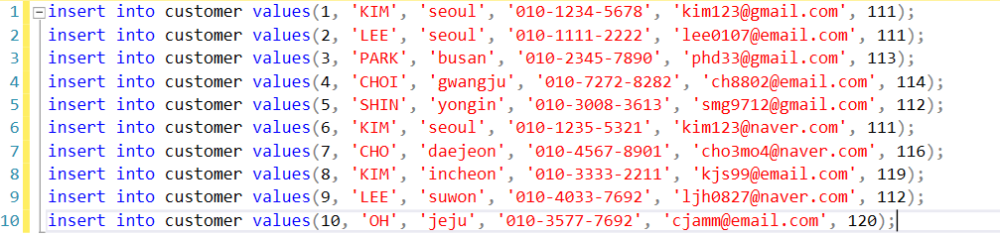 1 insert into customer values(1, 'KIM', 'seoul', '010-1234-5678', 'kim123@gmail.com', 111);
2 insert into customer values(2, 'LEE', 'seoul', '010-1111-2222', 'lee0107@email.com', 111);
3 insert into customer values(3, 'PARK', 'busan', '010-2345-7890', 'phd33@gmail.com', 113);
4 insert into customer values(4, 'CHOI', 'gwangju', '010-7272-8282', 'ch8802@email.com', 114);
5 insert into customer values(5, 'SHIN', 'yongin', '010-3008-3613', 'smg9712@gmail.com', 112);
6 insert into customer values(6, 'KIM', 'seoul', '010-1235-5321', 'kim123@naver.com', 111);
7 insert into customer values(7, 'CHO', 'daejeon', '010-4567-8901', 'cho3mo4@naver.com', 116);
8 insert into customer values(8, 'KIM', 'incheon', '010-3333-2211', 'kjs99@email.com', 119);
9 insert into customer values(9, 'LEE', 'suwon', '010-4033-7692', 'ljh0827@naver.com', 112);
10 insert into customer values(10, 'OH', 'jeju', '010-3577-7692', 'cjamm@email.com', 120);